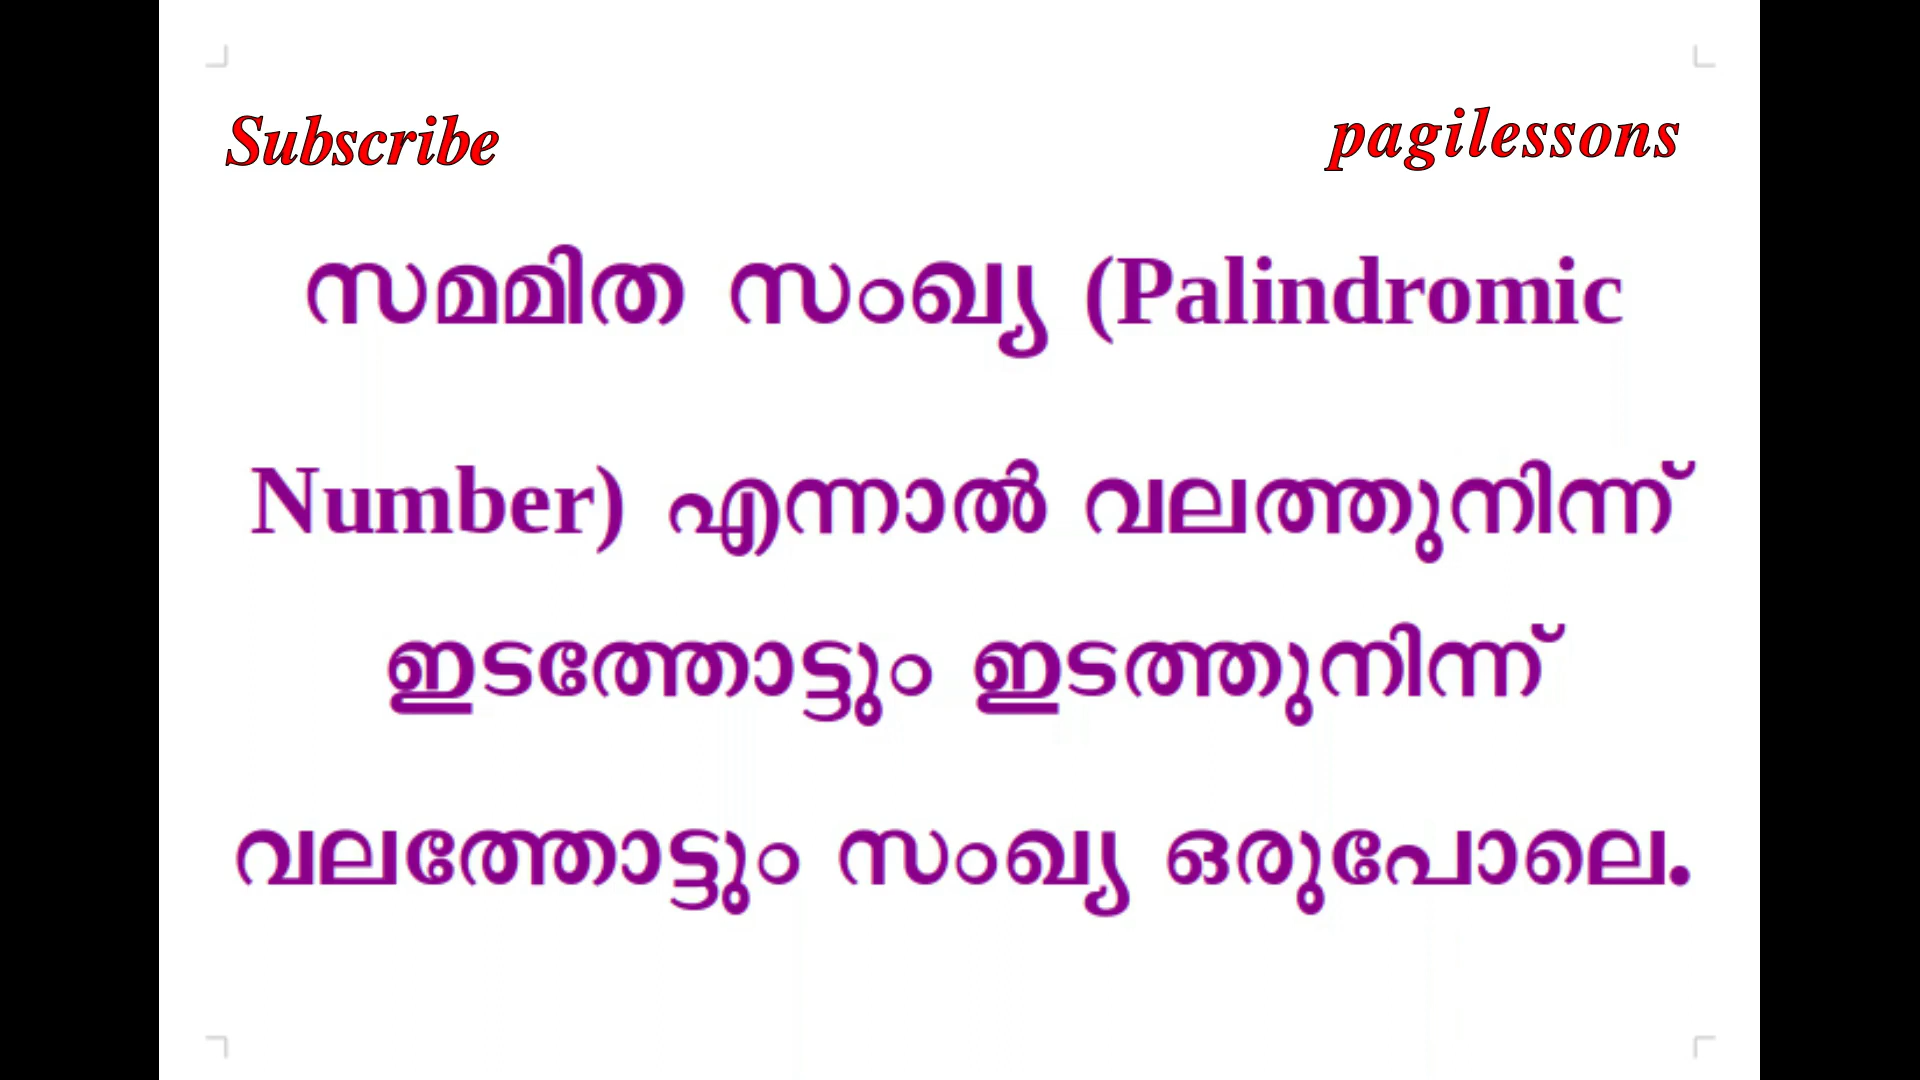 Subscribe
pagilessons
സമമിത സംഖ്യ (Palindromic
Number) എന്നാൽ വലത്തുനിന്ന്
ഇടത്തോട്ടും ഇടത്തുനിന്ന്
വലത്തോട്ടും സംഖ്യ ഒരുപോലെ.